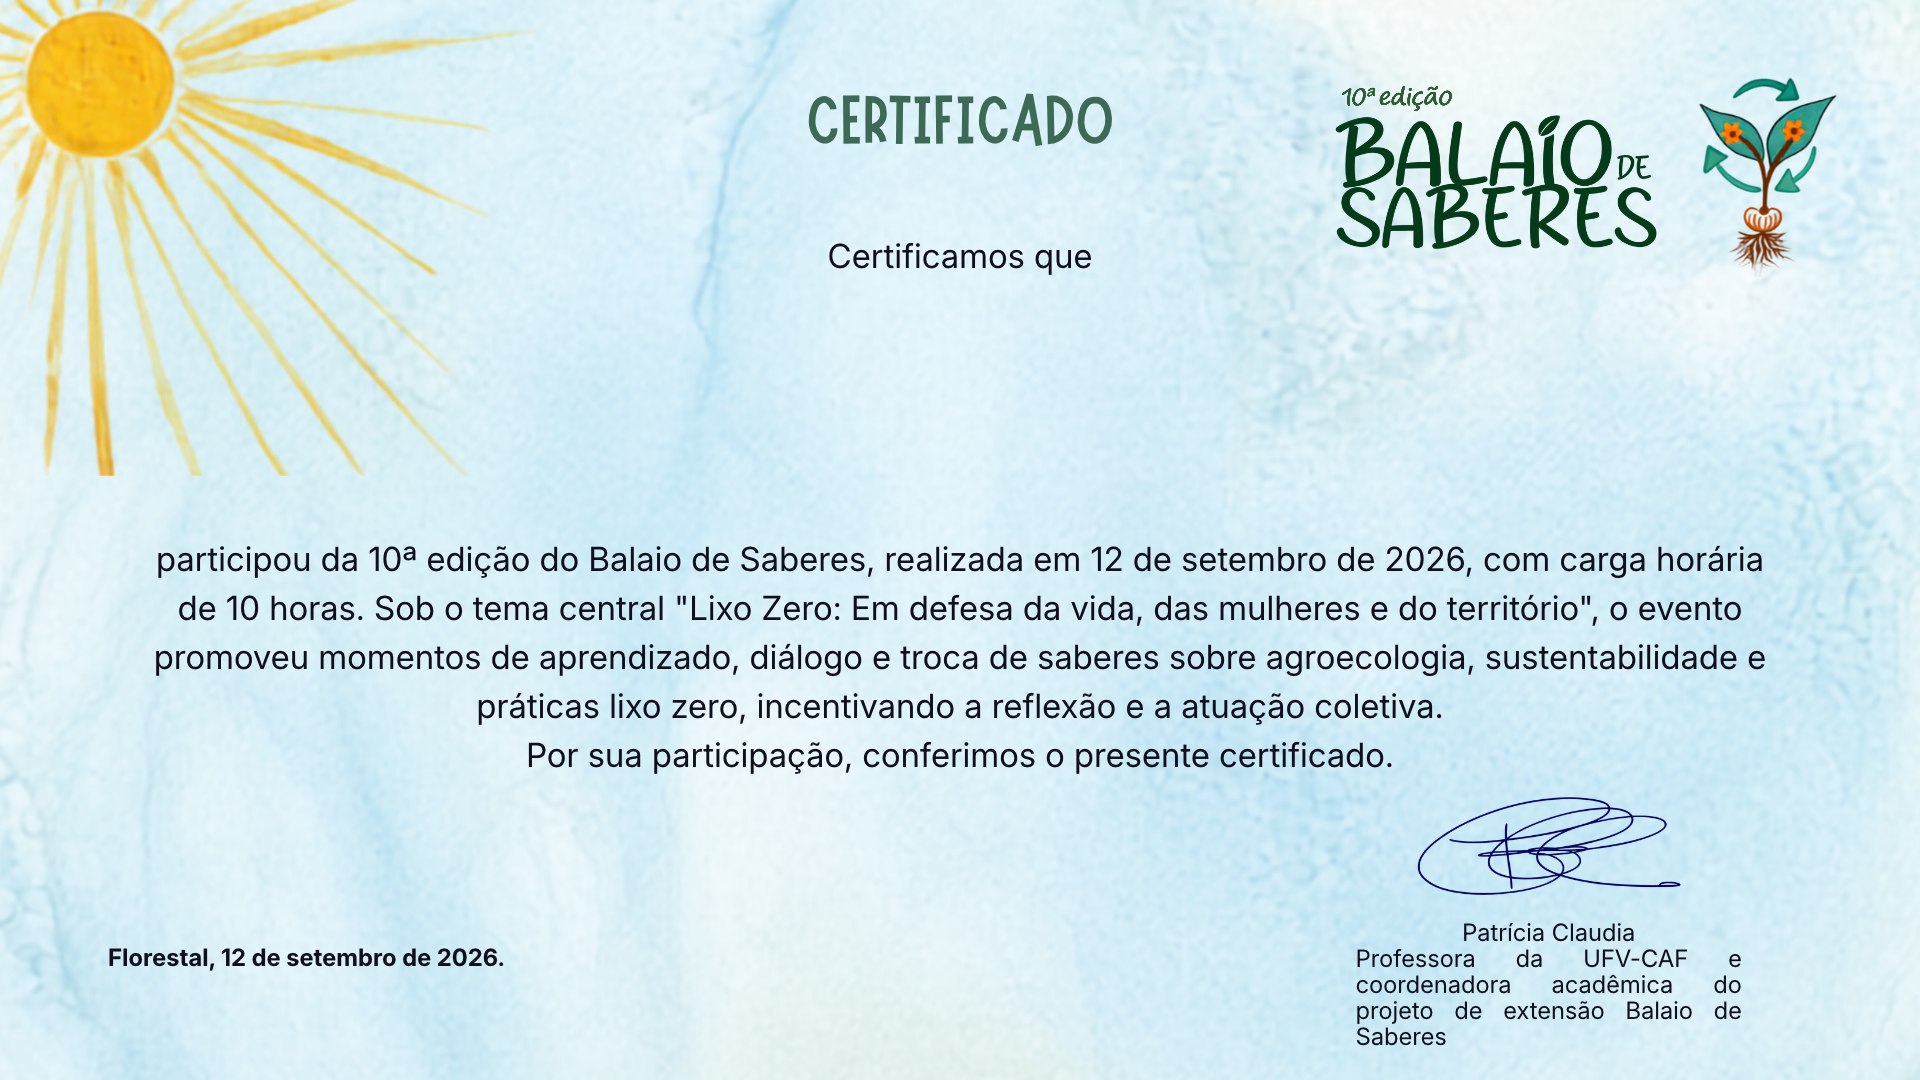 CERTIFICADO
10ª edição
BALAIO DE
SABERES
Certificamos que
participou da 10ª edição do Balaio de Saberes, realizada em 12 de setembro de 2026, com carga horária
de 10 horas. Sob o tema central "Lixo Zero: Em defesa da vida, das mulheres e do território", o evento
promoveu momentos de aprendizado, diálogo e troca de saberes sobre agroecologia, sustentabilidade e
práticas lixo zero, incentivando a reflexão e a atuação coletiva.
Por sua participação, conferimos o presente certificado.
Florestal, 12 de setembro de 2026.
Patrícia Claudia
Professora da UFV-CAF e
coordenadora acadêmica do
projeto de extensão Balaio de
Saberes